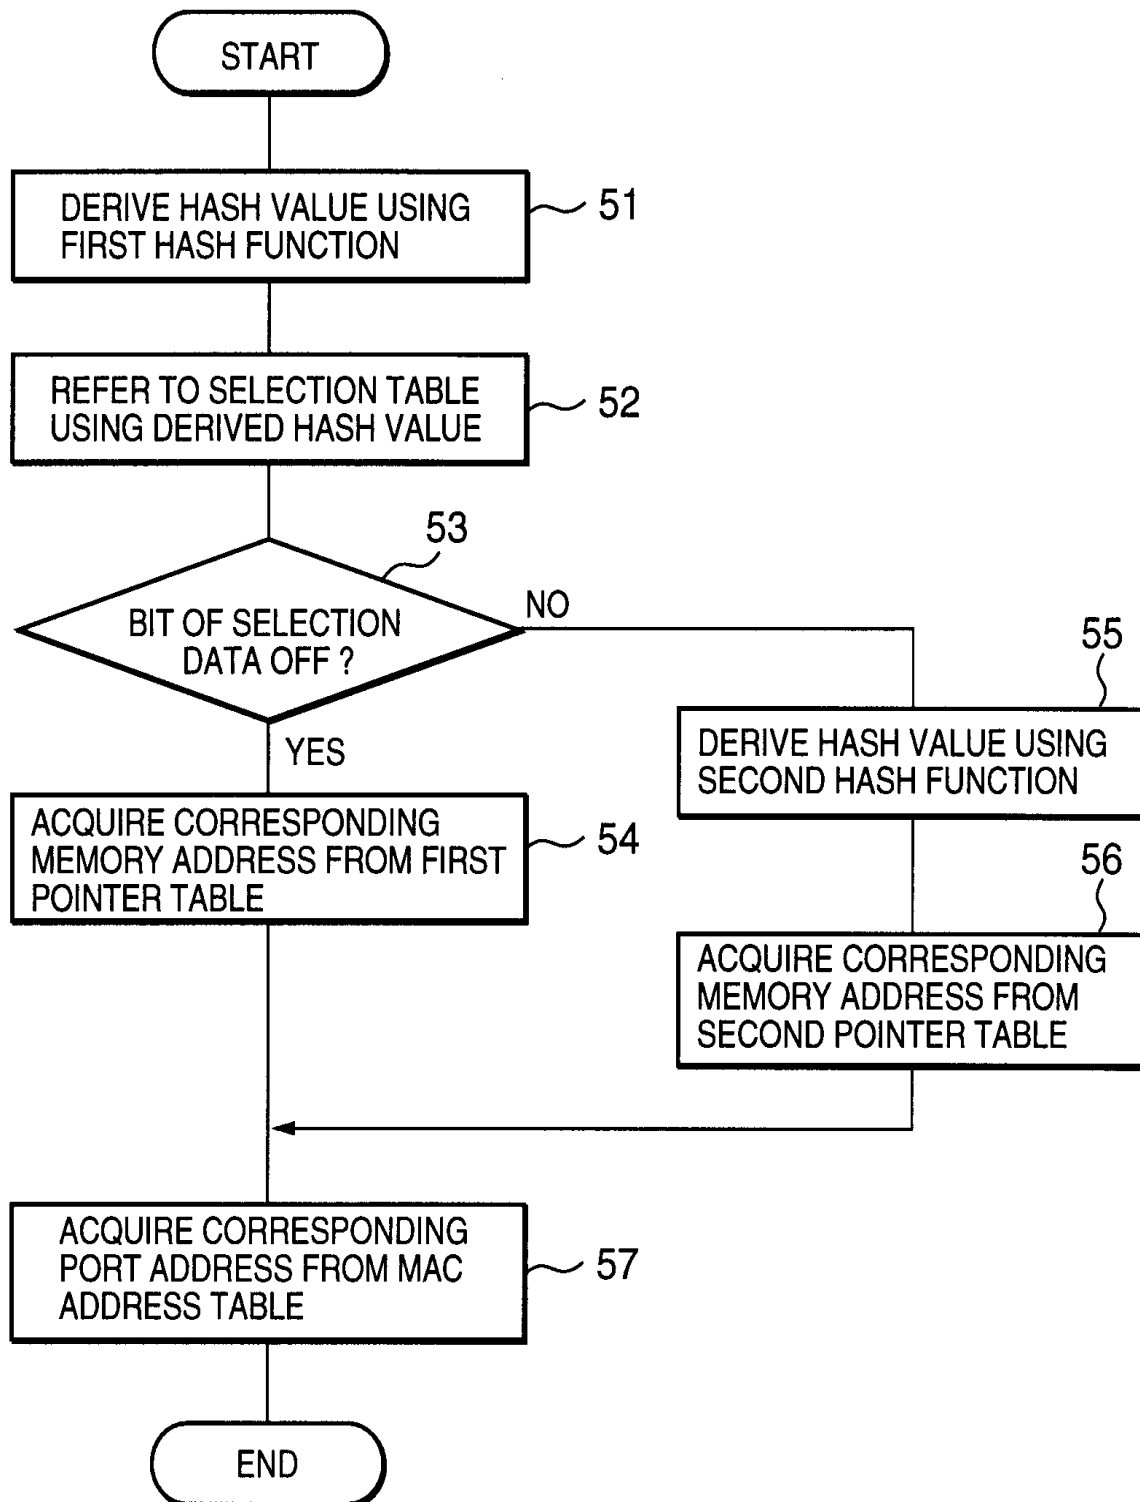 START
DERIVE HASH VALUE USING
FIRST HASH FUNCTION
51
REFER TO SELECTION TABLE
USING DERIVED HASH VALUE
52
53
BIT OF SELECTION
DATA OFF ?
NO
YES
55
DERIVE HASH VALUE USING
SECOND HASH FUNCTION
ACQUIRE CORRESPONDING
MEMORY ADDRESS FROM FIRST
POINTER TABLE
54
56
ACQUIRE CORRESPONDING
MEMORY ADDRESS FROM
SECOND POINTER TABLE
ACQUIRE CORRESPONDING
PORT ADDRESS FROM MAC
ADDRESS TABLE
57
END